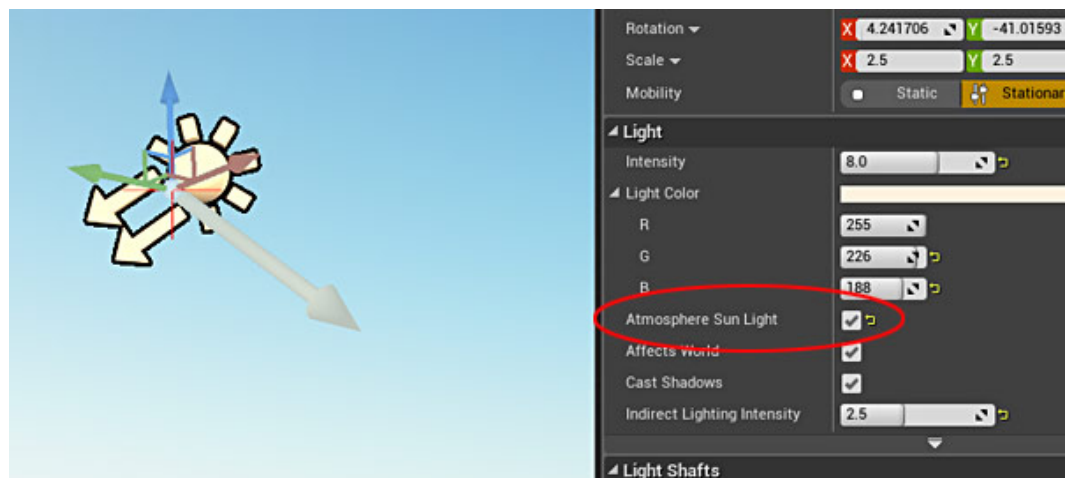 Rotation X 4.241706 Y -41.01593
Scale X 2.5 Y 2.5
Mobility Static Stationar
Light
Intensity 8.0
Light Color
R 255
G 226
B 188
Atmosphere Sun Light
Affects World
Cast Shadows
Indirect Lighting Intensity 2.5
Light Shafts